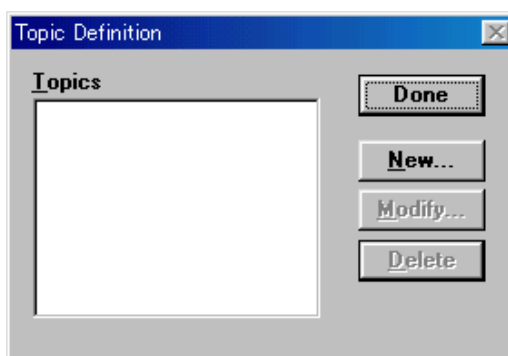 Topic Definition
Topics
Done
New...
Modify...
Delete